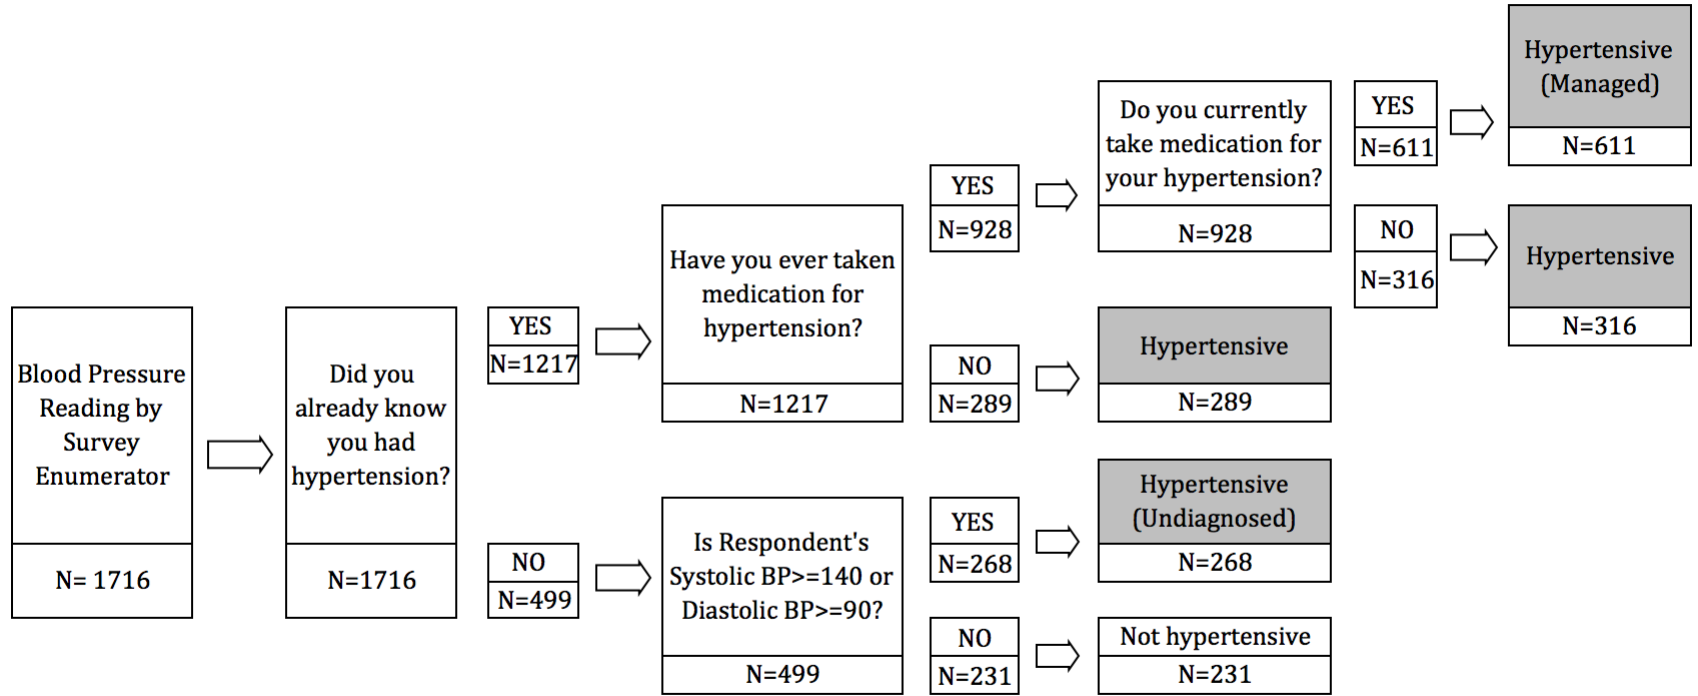 Blood Pressure
Reading by
Survey
Enumerator
N= 1716
Did you
already know
you had
hypertension?
N=1716
YES
N=1217
NO
N=499
Have you ever taken
medication for
hypertension?
N=1217
Is Respondent's
Systolic BP>=140 or
Diastolic BP>=90?
N=499
YES
N=928
NO
N=289
YES
N=268
NO
N=231
Do you currently
take medication for
your hypertension?
N=928
Hypertensive
N=289
Hypertensive
(Undiagnosed)
N=268
Not hypertensive
N=231
YES
N=611
NO
N=316
Hypertensive
(Managed)
N=611
Hypertensive
N=316